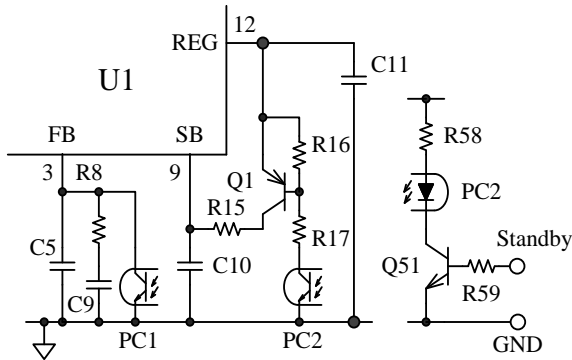 12
REG
C11
U1
R58
FB
SB
R16
3
R8
9
Q1
PC2
R15
R17
Standby
C5
C10
Q51
C9
R59
PC1
PC2
GND